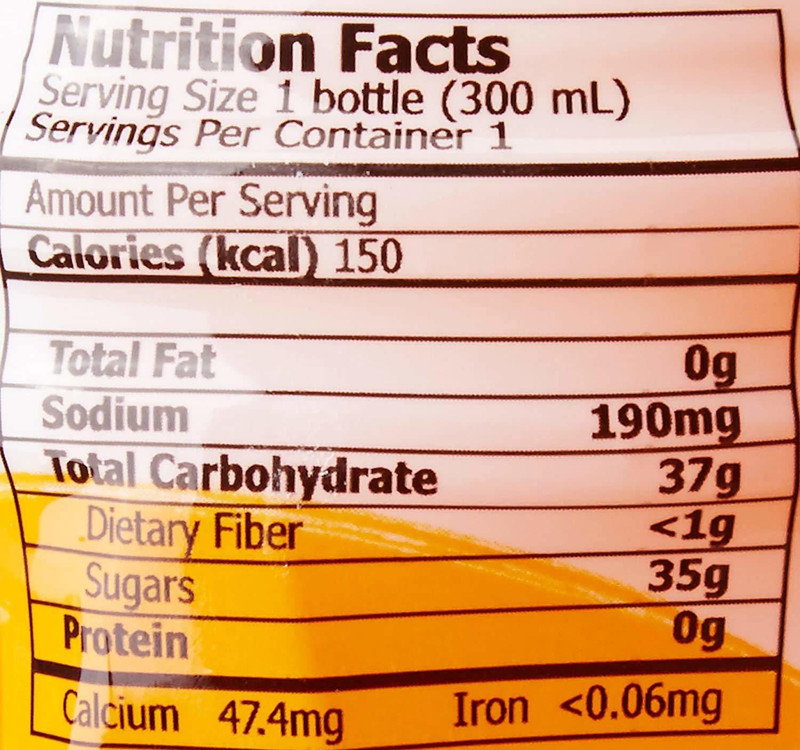 Nutrition Facts
Serving Size 1 bottle (300 mL)
Servings Per Container 1
Amount Per Serving
Calories (kcal) 150
Total Fat 0g
Sodium 190mg
Total Carbohydrate 37g
Dietary Fiber <1g
Sugars 35g
Protein 0g
Calcium 47.4mg Iron <0.06mg